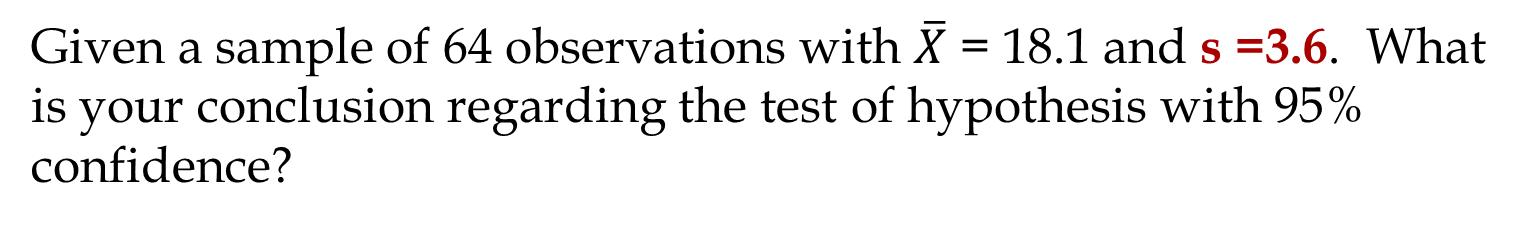 Given a sample of 64 observations with X̅ = 18.1 and s =3.6. What
is your conclusion regarding the test of hypothesis with 95%
confidence?